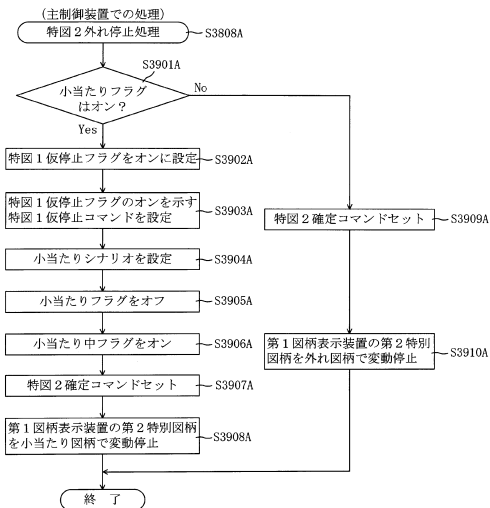 (主制御装置での処理)
特図2外れ停止処理
S3808A
S3901A
小当たりフラグ
はオン?
No
Yes
特図1仮停止フラグをオンに設定
S3902A
特図1仮停止フラグのオンを示す
特図1仮停止コマンドを設定
S3903A
小当たりシナリオを設定
S3904A
小当たりフラグをオフ
S3905A
小当たり中フラグをオン
S3906A
特図2確定コマンドセット
S3907A
第1図柄表示装置の第2特別図柄
を小当たり図柄で変動停止
S3908A
特図2確定コマンドセット
S3909A
第1図柄表示装置の第2特別
図柄を外れ図柄で変動停止
S3910A
終 了